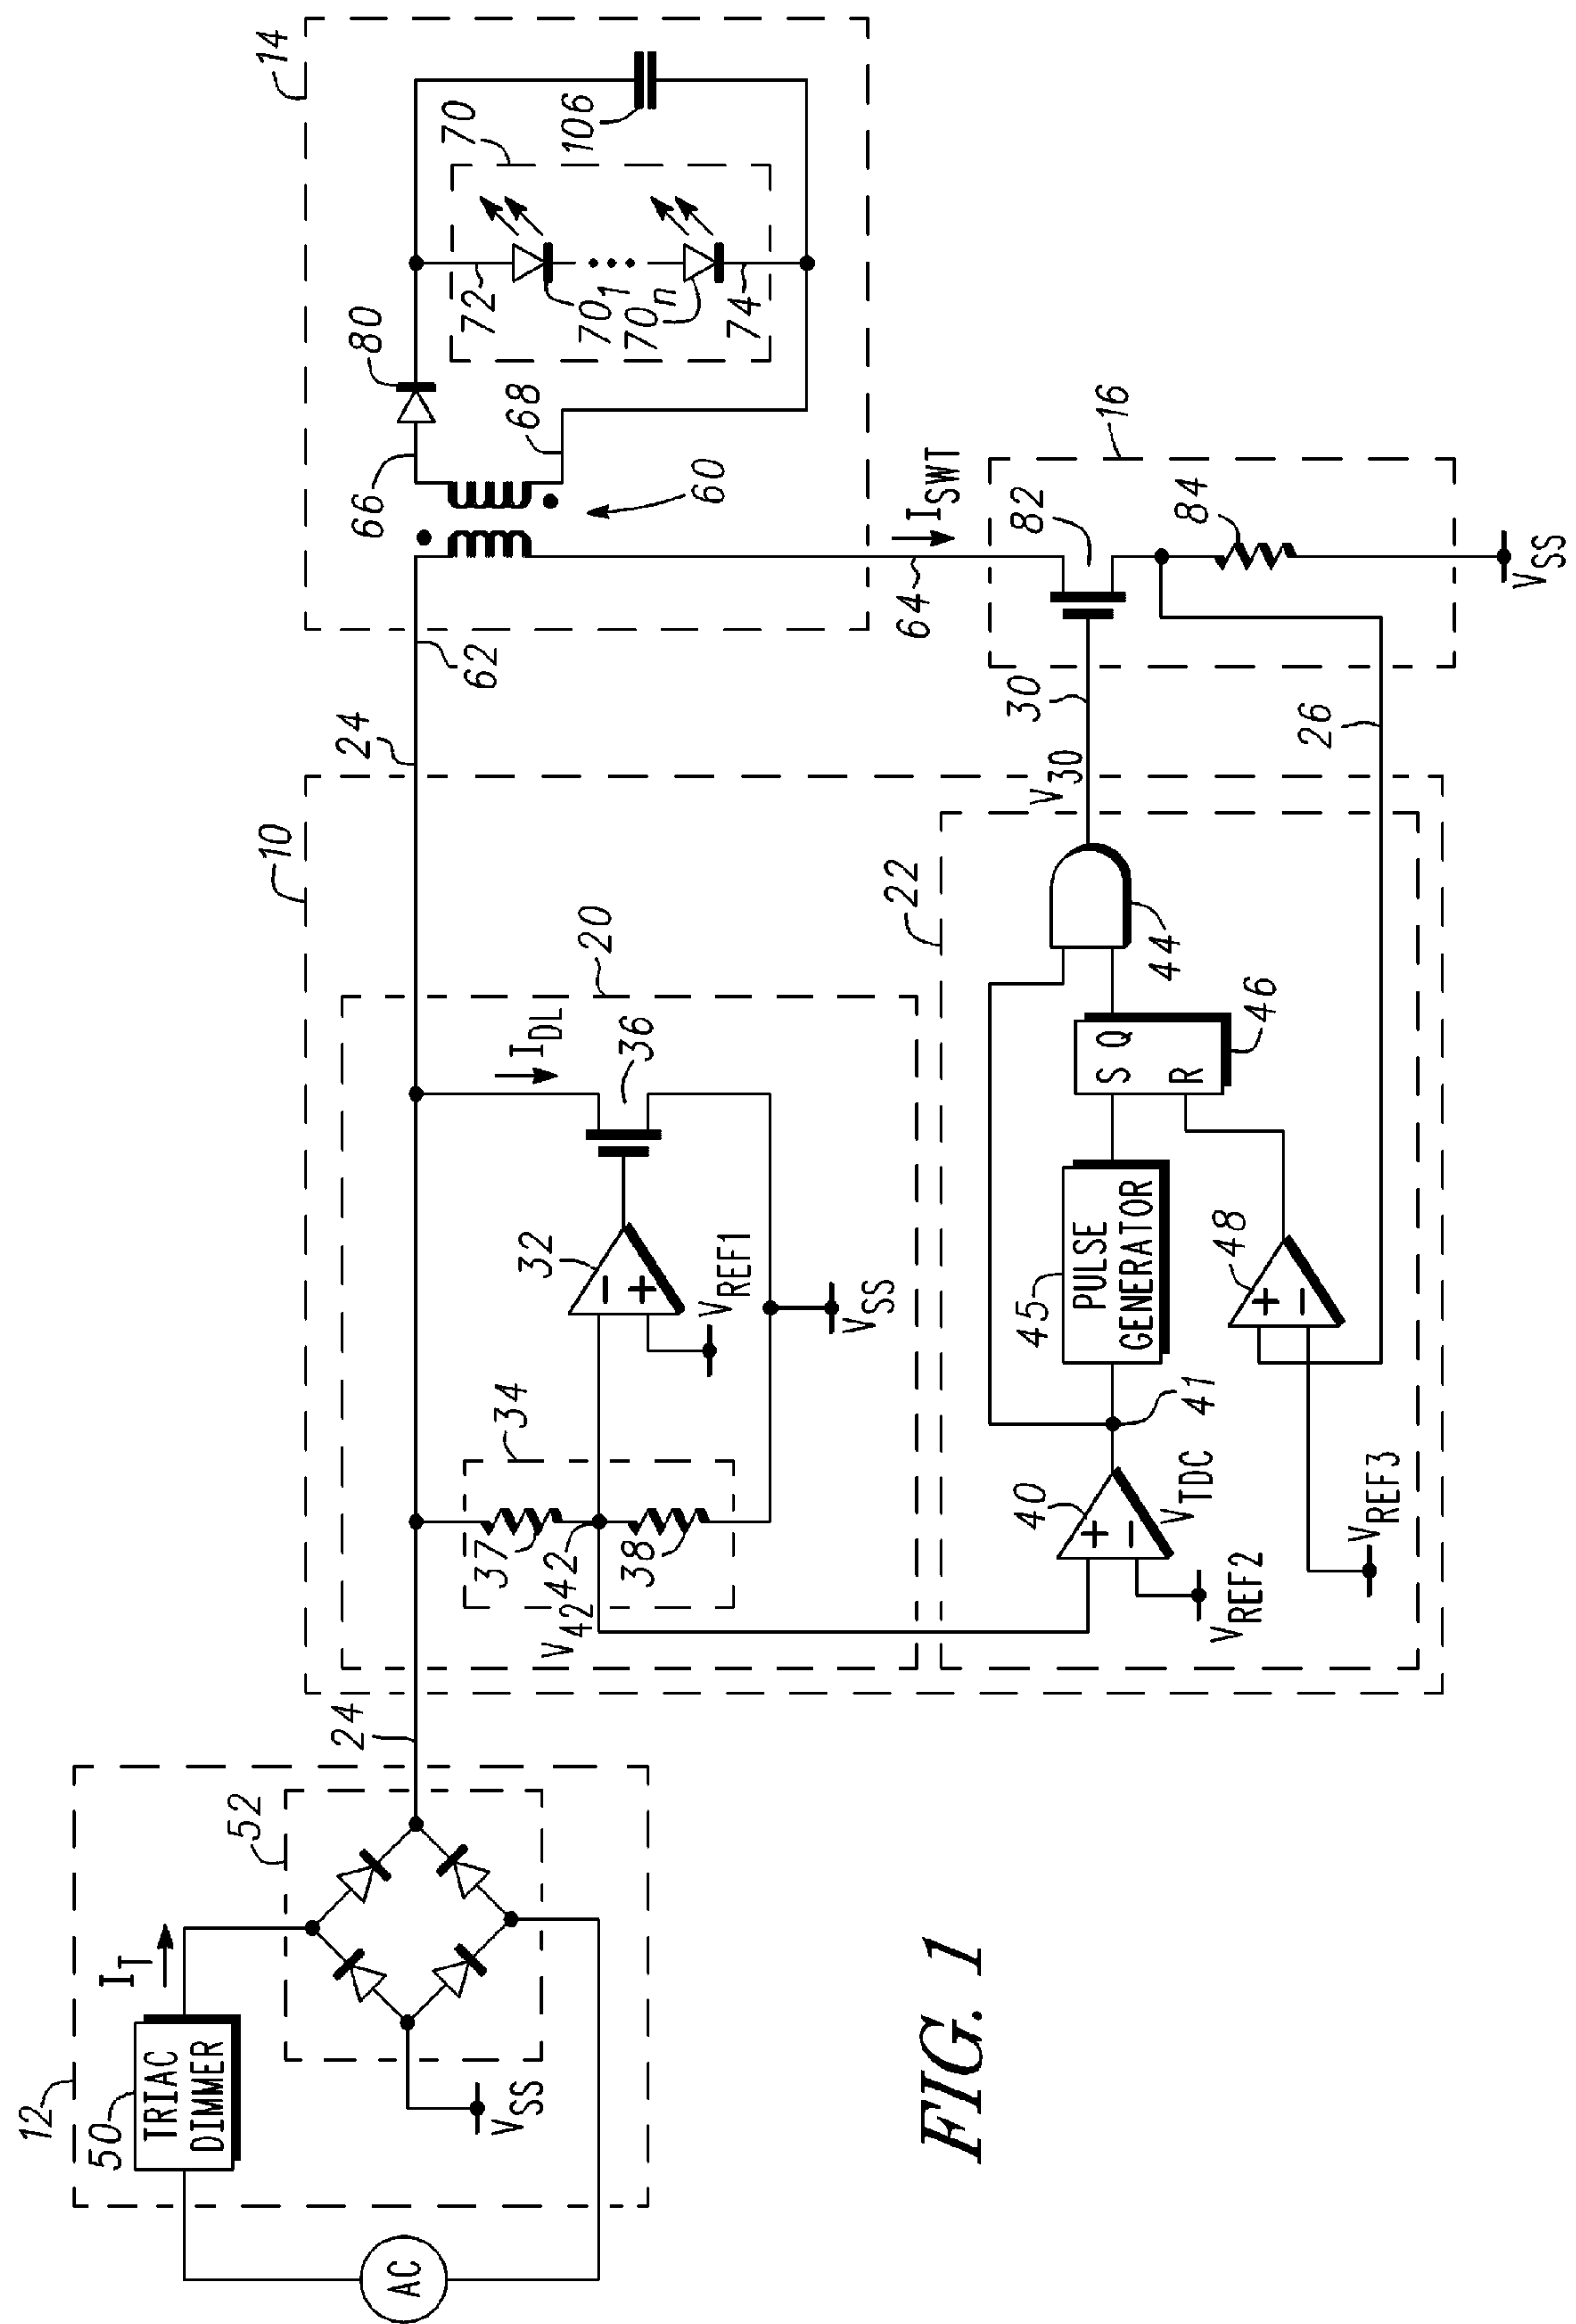 12
50
TRIAC
DIMMER
I_T
52
V_SS
AC
24
10
24
62
14
66
80
68
60
72
70
70_1
70_n
74
106
34
37
V_42
42
38
32
V_REF1
V_SS
20
I_DL
36
22
40
V_REF2
V_TDC
41
45
PULSE
GENERATOR
S Q
R
46
44
48
V_REF3
V_30
30
26
64
I_SWT
82
84
16
V_SS
FIG. 1